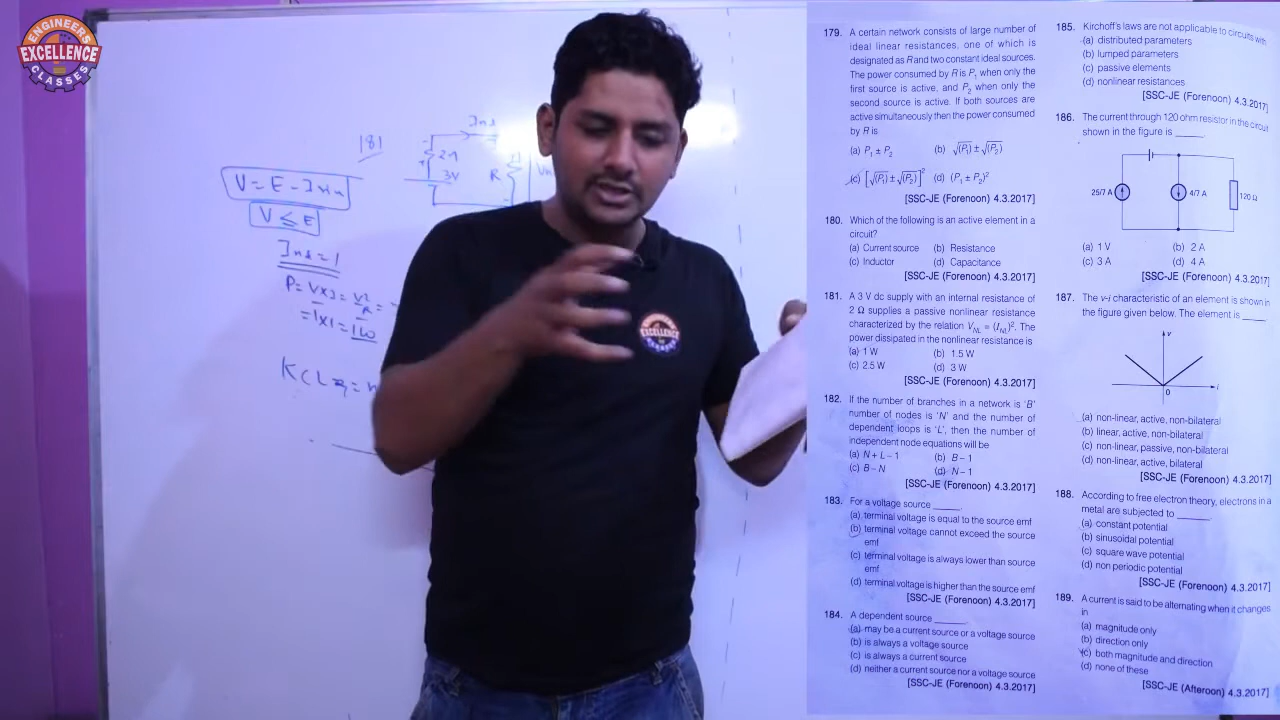 ENGINEERS
EXCELLENCE
CLASSES
181
V = E - I
V ≤ E
P =
2Ω
3V
R
EXCELLENCE
179. A certain network consists of large number of
ideal linear resistances, one of which is
designated as R and two constant ideal sources.
The power consumed by R is P₁ when only the
first source is active, and P₂ when only the
second source is active. If both sources are
active simultaneously then the power consumed
by R is
(a) P₁ ± P₂ (b) √(P₁) ± √(P₂)
(c) [√(P₁) ± √(P₂)]² (d) (P₁ ± P₂)²
[SSC-JE (Forenoon) 4.3.2017]
180. Which of the following is an active element in a
circuit?
(a) Current source (b) Resistance
(c) Inductor (d) Capacitance
[SSC-JE (Forenoon) 4.3.2017]
181. A 3 V dc supply with an internal resistance of
2 Ω supplies a passive nonlinear resistance
characterized by the relation V_NL = (I_NL)². The
power dissipated in the nonlinear resistance is
(a) 1 W (b) 1.5 W
(c) 2.5 W (d) 3 W
[SSC-JE (Forenoon) 4.3.2017]
182. If the number of branches in a network is 'B'
number of nodes is 'N' and the number of
dependent loops is 'L', then the number of
independent node equations will be
(a) N + L – 1 (b) B – 1
(c) B – N (d) N – 1
[SSC-JE (Forenoon) 4.3.2017]
183. For a voltage source _____.
(a) terminal voltage is equal to the source emf
(b) terminal voltage cannot exceed the source
emf
(c) terminal voltage is always lower than source
emf
(d) terminal voltage is higher than the source emf
[SSC-JE (Forenoon) 4.3.2017]
184. A dependent source _____
(a) may be a current source or a voltage source
(b) is always a voltage source
(c) is always a current source
(d) neither a current source nor a voltage source
[SSC-JE (Forenoon) 4.3.2017]
185. Kirchoff's laws are not applicable to circuits with
(a) distributed parameters
(b) lumped parameters
(c) passive elements
(d) nonlinear resistances
[SSC-JE (Forenoon) 4.3.2017]
186. The current through 120 ohm resistor in the circuit
shown in the figure is _____.
25/7 A 4/7 A 120 Ω
(a) 1 V (b) 2 A
(c) 3 A (d) 4 A
[SSC-JE (Forenoon) 4.3.2017]
187. The v-i characteristic of an element is shown in
the figure given below. The element is _____
v
i
0
(a) non-linear, active, non-bilateral
(b) linear, active, non-bilateral
(c) non-linear, passive, non-bilateral
(d) non-linear, active, bilateral
[SSC-JE (Forenoon) 4.3.2017]
188. According to free electron theory, electrons in a
metal are subjected to _____.
(a) constant potential
(b) sinusoidal potential
(c) square wave potential
(d) non periodic potential
[SSC-JE (Forenoon) 4.3.2017]
189. A current is said to be alternating when it changes
in
(a) magnitude only
(b) direction only
(c) both magnitude and direction
(d) none of these
[SSC-JE (Afteroon) 4.3.2017]